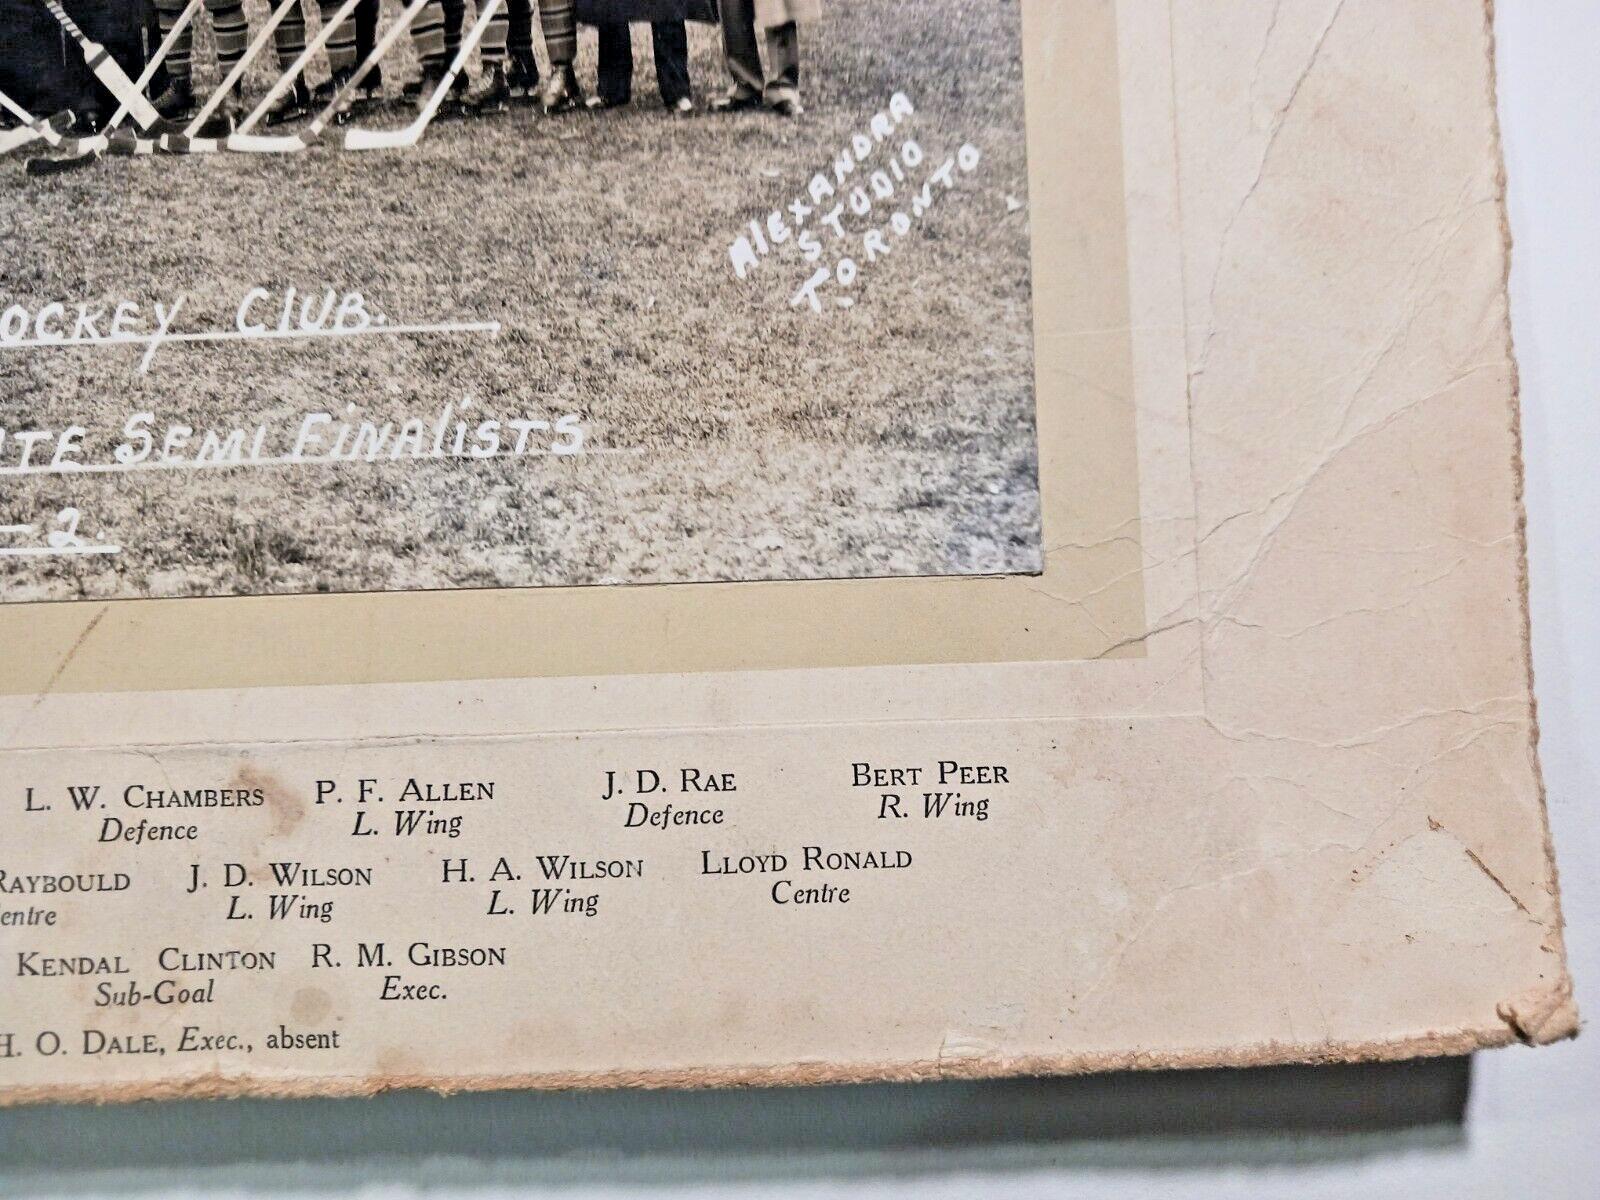 AlExANDRA
STUDIO
TORONTO
OCKEY CLUB.
SEMI FINAlISTS
-2.
L. W. CHAMBERS P. F. ALLEN J. D. RAE BERT PEER
Defence L. Wing Defence R. Wing
RAYBOULD J. D. WILSON H. A. WILSON LLOYD RONALD
entre L. Wing L. Wing Centre
KENDAL CLINTON R. M. GIBSON
Sub-Goal Exec.
H. O. DALE, Exec., absent